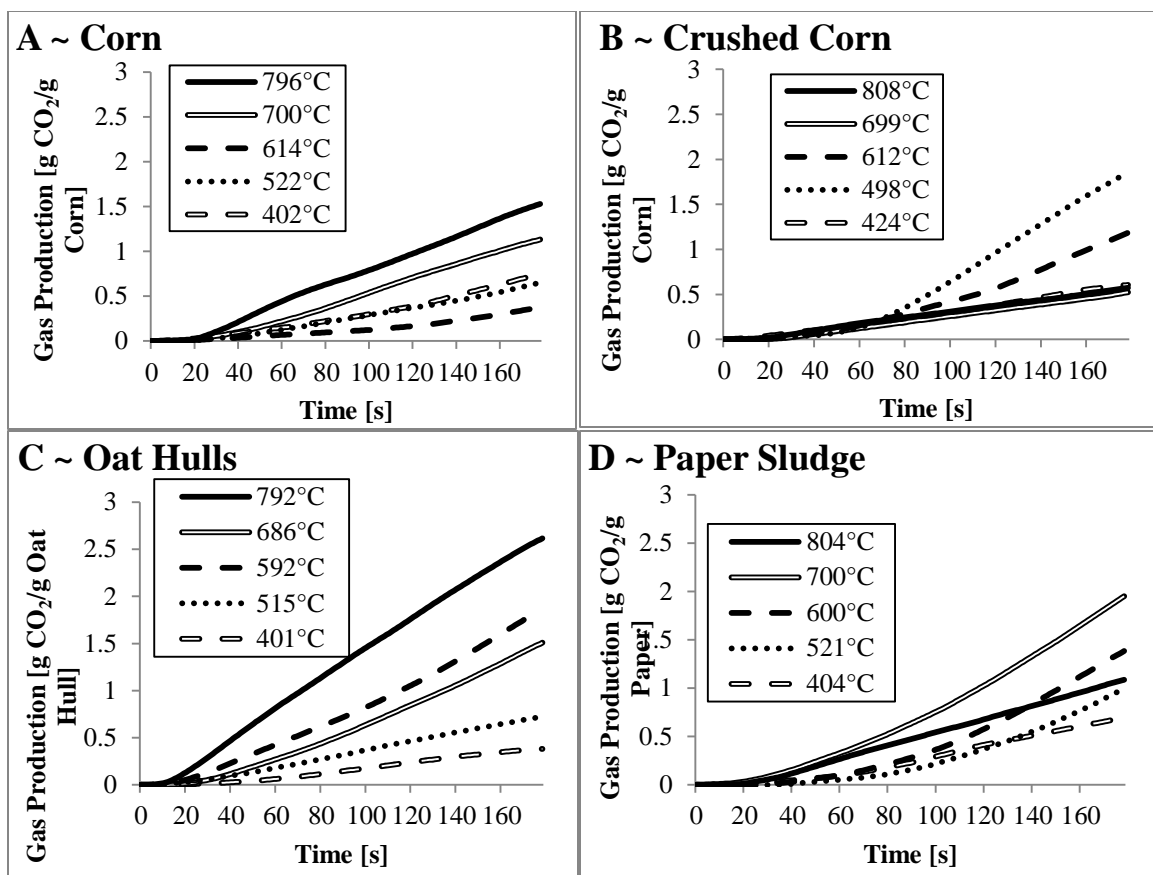 A ~ Corn
Gas Production [g CO₂/g
Corn]
3
2.5
2
1.5
1
0.5
0
796°C
700°C
614°C
522°C
402°C
0 20 40 60 80 100 120 140 160
Time [s]
B ~ Crushed Corn
Gas Production [g CO₂/g
Corn]
3
2.5
2
1.5
1
0.5
0
808°C
699°C
612°C
498°C
424°C
0 20 40 60 80 100 120 140 160
Time [s]
C ~ Oat Hulls
Gas Production [g CO₂/g Oat
Hull]
3
2.5
2
1.5
1
0.5
0
792°C
686°C
592°C
515°C
401°C
0 20 40 60 80 100 120 140 160
Time [s]
D ~ Paper Sludge
Gas Production [g CO₂/g
Paper]
3
2.5
2
1.5
1
0.5
0
804°C
700°C
600°C
521°C
404°C
0 20 40 60 80 100 120 140 160
Time [s]